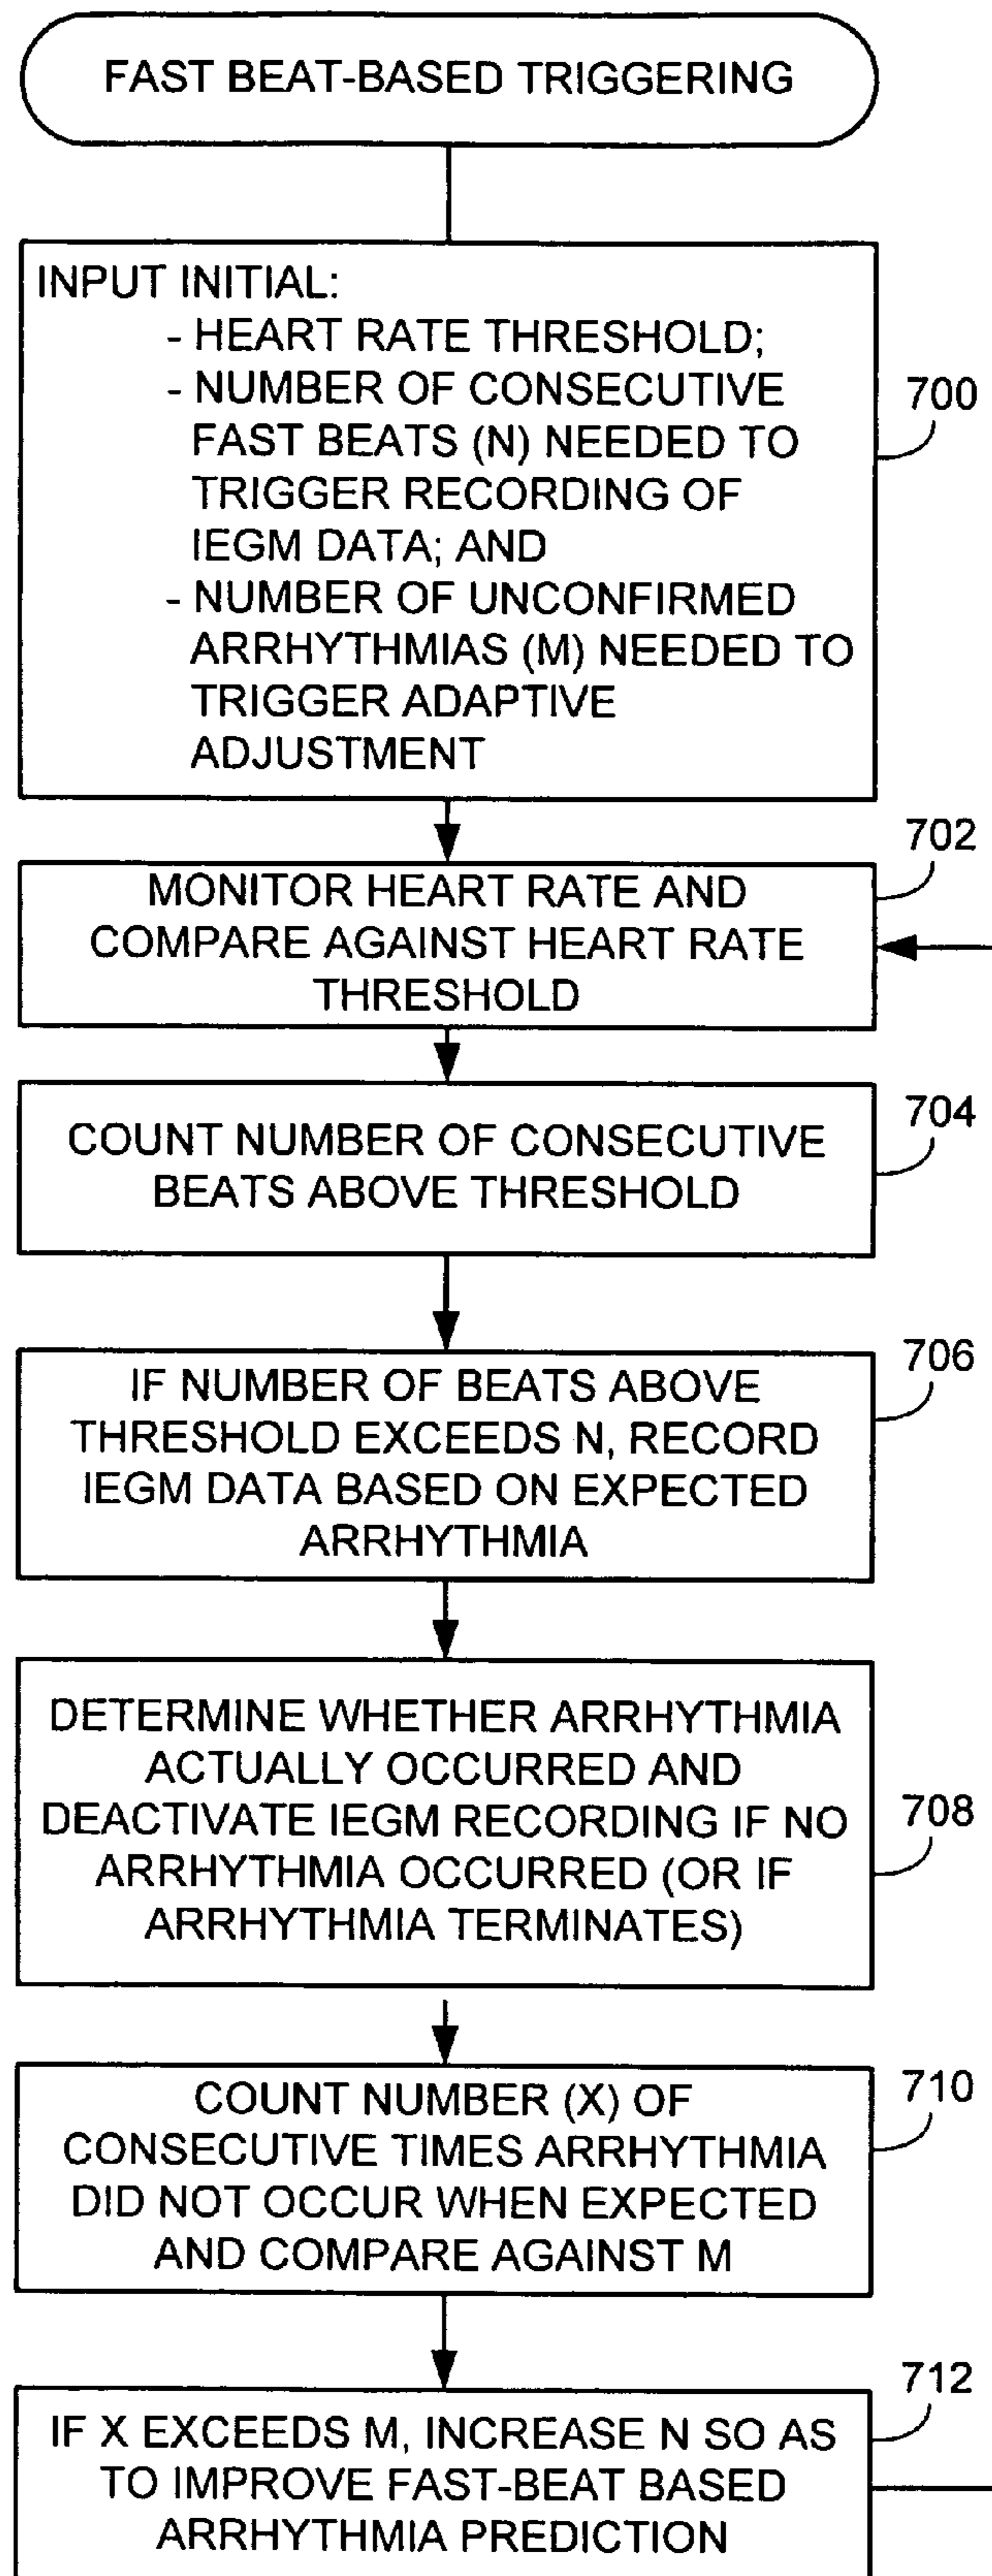 FAST BEAT-BASED TRIGGERING
INPUT INITIAL:
- HEART RATE THRESHOLD;
- NUMBER OF CONSECUTIVE
FAST BEATS (N) NEEDED TO
TRIGGER RECORDING OF
IEGM DATA; AND
- NUMBER OF UNCONFIRMED
ARRHYTHMIAS (M) NEEDED TO
TRIGGER ADAPTIVE
ADJUSTMENT
700
702
MONITOR HEART RATE AND
COMPARE AGAINST HEART RATE
THRESHOLD
704
COUNT NUMBER OF CONSECUTIVE
BEATS ABOVE THRESHOLD
706
IF NUMBER OF BEATS ABOVE
THRESHOLD EXCEEDS N, RECORD
IEGM DATA BASED ON EXPECTED
ARRHYTHMIA
DETERMINE WHETHER ARRHYTHMIA
ACTUALLY OCCURRED AND
DEACTIVATE IEGM RECORDING IF NO
ARRHYTHMIA OCCURRED (OR IF
ARRHYTHMIA TERMINATES)
708
710
COUNT NUMBER (X) OF
CONSECUTIVE TIMES ARRHYTHMIA
DID NOT OCCUR WHEN EXPECTED
AND COMPARE AGAINST M
712
IF X EXCEEDS M, INCREASE N SO AS
TO IMPROVE FAST-BEAT BASED
ARRHYTHMIA PREDICTION